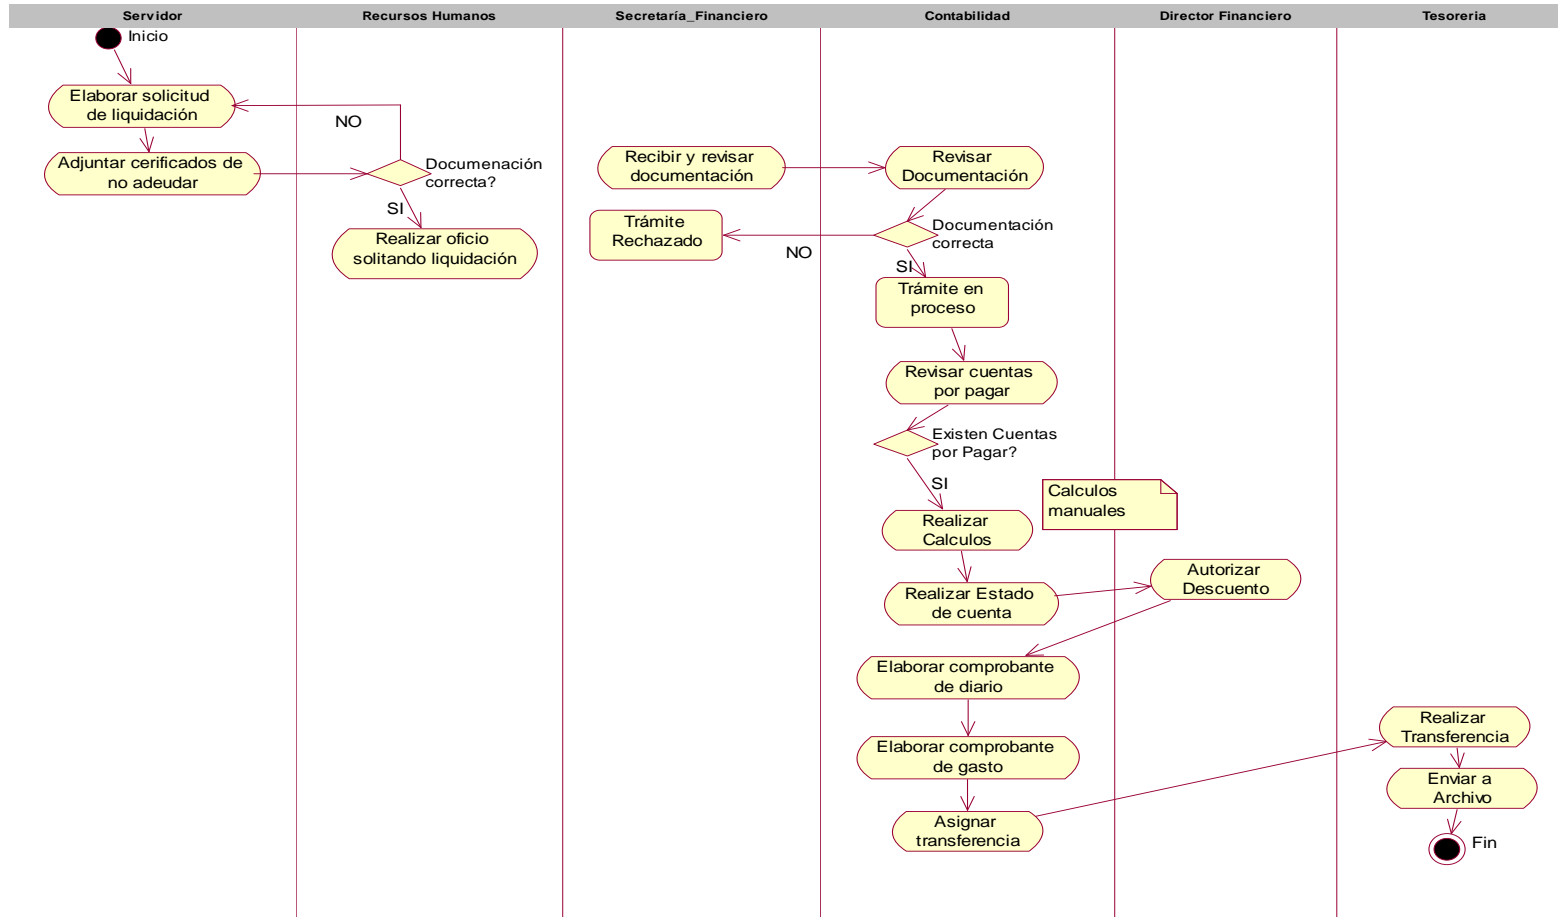 Servidor
Recursos Humanos
Secretaría_Financiero
Contabilidad
Director Financiero
Tesoreria
Inicio
Elaborar solicitud
de liquidación
NO
Adjuntar cerificados de
no adeudar
Documenación
correcta?
SI
Realizar oficio
solitando liquidación
Recibir y revisar
documentación
Revisar
Documentación
Trámite
Rechazado
NO
Documentación
correcta
SI
Trámite en
proceso
Revisar cuentas
por pagar
Existen Cuentas
por Pagar?
SI
Calculos
manuales
Realizar
Calculos
Autorizar
Descuento
Realizar Estado
de cuenta
Elaborar comprobante
de diario
Elaborar comprobante
de gasto
Asignar
transferencia
Realizar
Transferencia
Enviar a
Archivo
Fin